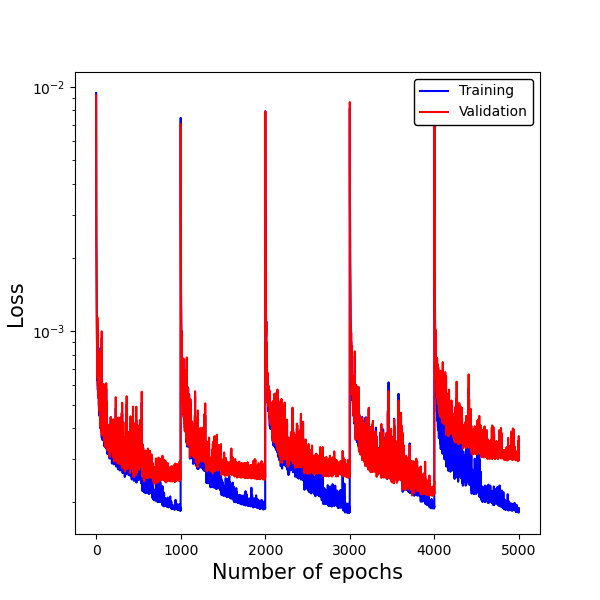 Training
Validation
10⁻²
10⁻³
Loss
0 1000 2000 3000 4000 5000
Number of epochs